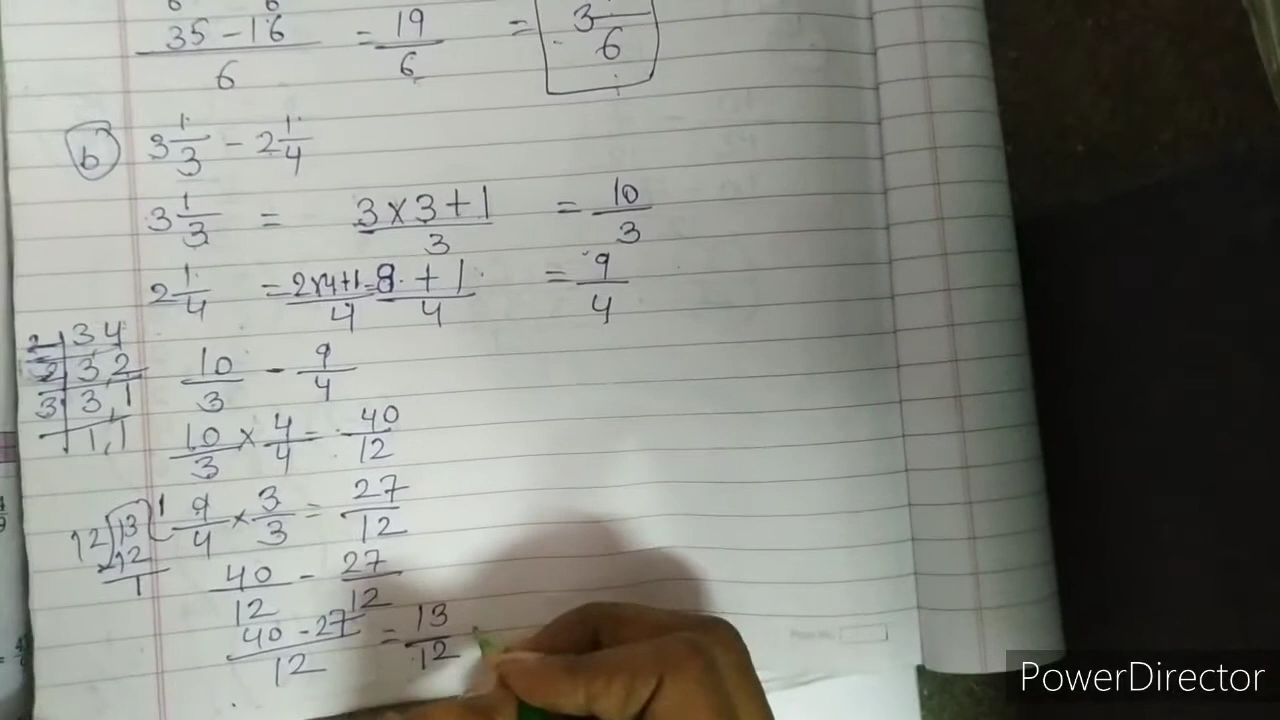 35 - 16 / 6 = 19/6 = 3 /6
b 3 1/3 - 2 1/4
3 1/3 = 3 × 3 + 1 / 3 = 10/3
2 1/4 = 2×4+1 / 4 = 8 + 1 / 4 = 9/4
2 | 3 4
2 | 3 2
3 | 3, 1
1, 1
10/3 - 9/4
10/3 × 4/4 = 40/12
9/4 × 3/3 = 27/12
12 ) 13 ( 1
- 12
1
40/12 - 27/12
40 - 27 / 12 = 13/12
PowerDirector